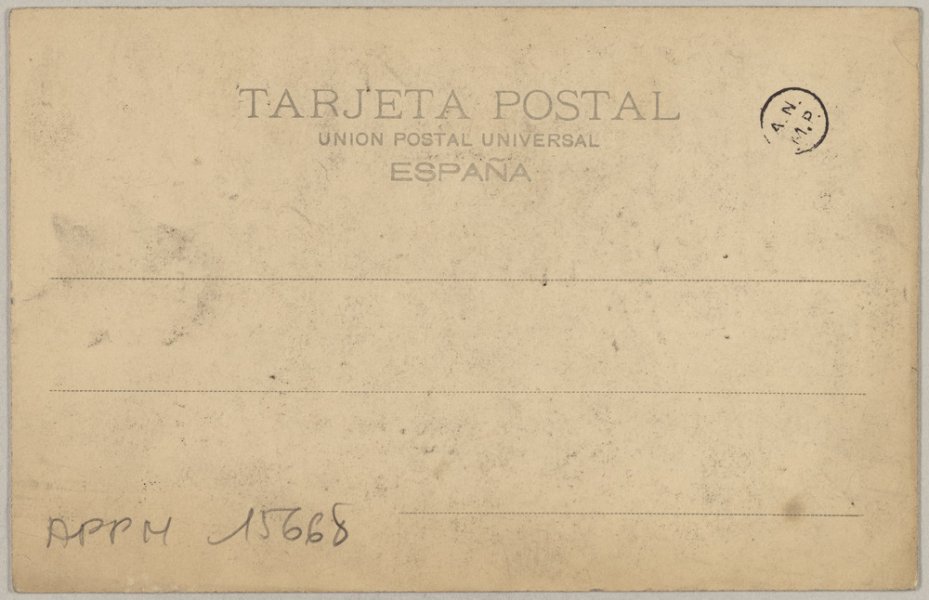 TARJETA POSTAL
UNION POSTAL UNIVERSAL
ESPAÑA
A.N.
M.P.
APPM 15668